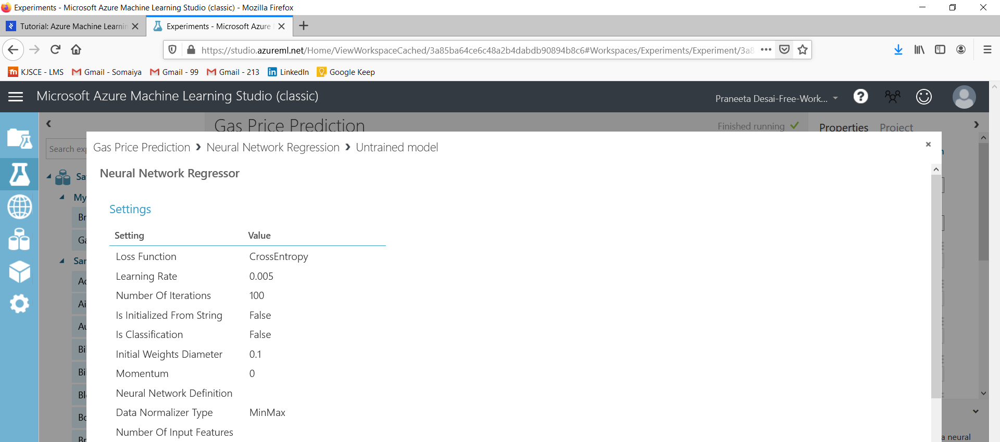 Experiments - Microsoft Azure Machine Learning Studio (classic) - Mozilla Firefox
Tutorial: Azure Machine Learnin
Experiments - Microsoft Azure
https://studio.azureml.net/Home/ViewWorkspaceCached/3a85ba64ce6c48a2b4dabdb90894b8c6#Workspaces/Experiments/Experiment/3a8
KJSCE - LMS
Gmail - Somaiya
Gmail - 99
Gmail - 213
LinkedIn
Google Keep
Microsoft Azure Machine Learning Studio (classic)
Praneeta Desai-Free-Work...
Gas Price Prediction
Finished running
Properties
Project
Search exp
Gas Price Prediction > Neural Network Regression > Untrained model
Neural Network Regressor
Settings
Setting Value
Loss Function CrossEntropy
Learning Rate 0.005
Number Of Iterations 100
Is Initialized From String False
Is Classification False
Initial Weights Diameter 0.1
Momentum 0
Neural Network Definition
Data Normalizer Type MinMax
Number Of Input Features
Sa
My
Br
Ga
Sar
Ac
Ai
Au
Bi
Bi
Bl
Bc
Br
a neural